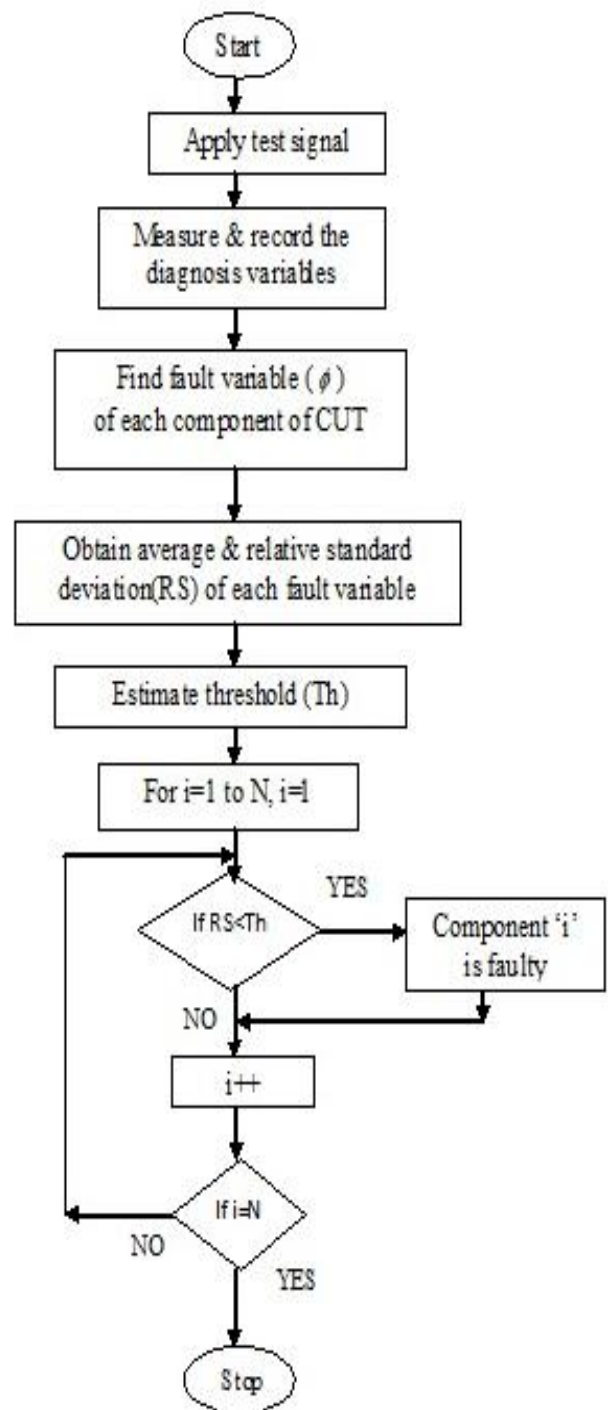 Start
Apply test signal
Measure & record the
diagnosis variables
Find fault variable ( ϕ )
of each component of CUT
Obtain average & relative standard
deviation(RS) of each fault variable
Estimate threshold (Th)
For i=1 to N, i=1
If RS<Th
YES
Component ‘i’
is faulty
NO
i++
If i=N
NO
YES
Stop